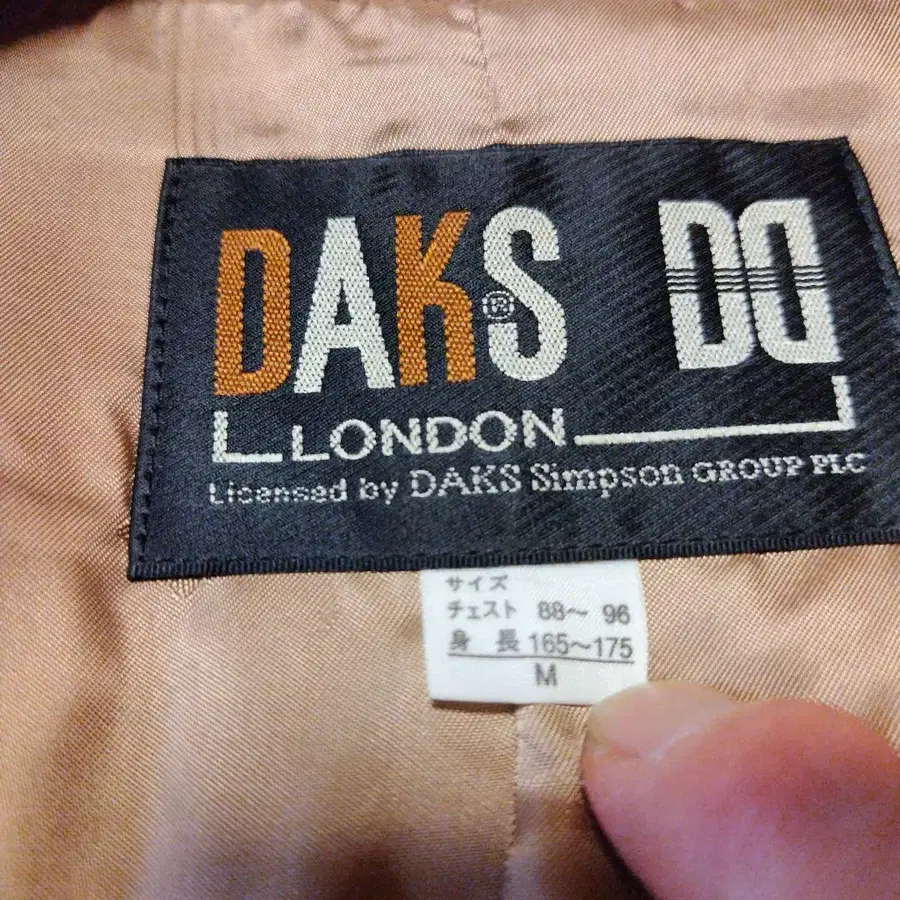 DAKS® DD
LONDON
Licensed by DAKS Simpson GROUP PLC
サイズ
チェスト 88～ 96
身 長 165～175
M